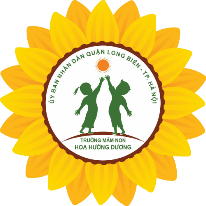 ỦY BAN NHÂN DÂN QUẬN LONG BIÊN - TP. HÀ NỘI
TRƯỜNG MẦM NON
HOA HƯỚNG DƯƠNG